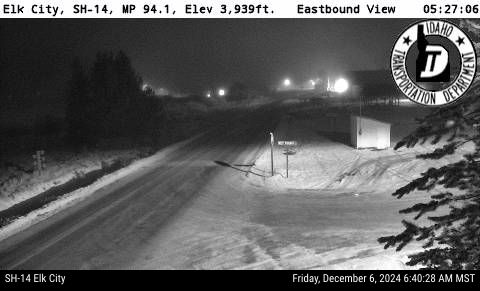 Elk City, SH-14, MP 94.1, Elev 3,939ft. Eastbound View 05:27:06
IDAHO
TRANSPORTATION DEPARTMENT
SH-14 Elk City
Friday, December 6, 2024 6:40:28 AM MST